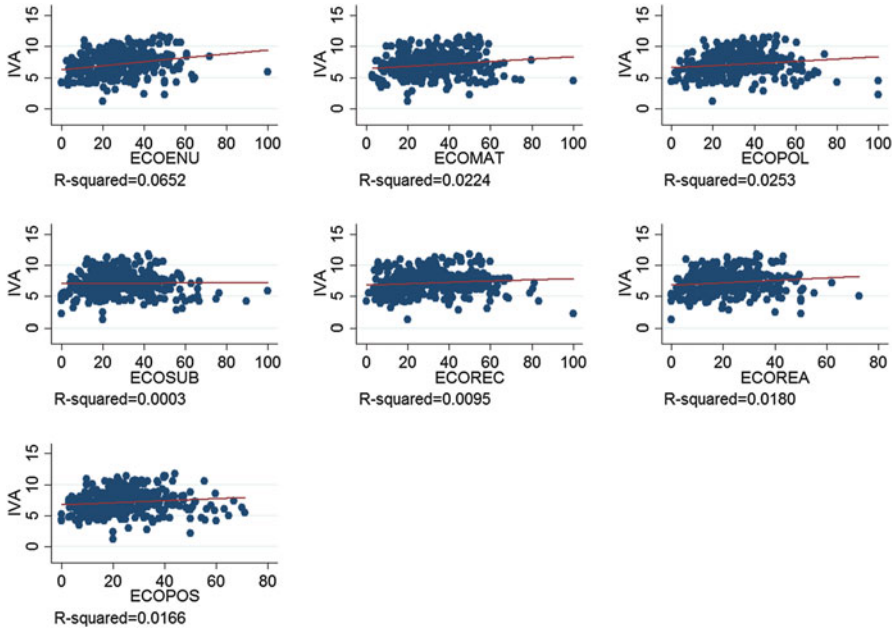 IVA
15
10
5
0
0 20 40 60 80 100
ECOENU
R-squared=0.0652
IVA
15
10
5
0
0 20 40 60 80 100
ECOMAT
R-squared=0.0224
IVA
15
10
5
0
0 20 40 60 80 100
ECOPOL
R-squared=0.0253
IVA
15
10
5
0
0 20 40 60 80 100
ECOSUB
R-squared=0.0003
IVA
15
10
5
0
0 20 40 60 80 100
ECOREC
R-squared=0.0095
IVA
15
10
5
0
0 20 40 60 80
ECOREA
R-squared=0.0180
IVA
15
10
5
0
0 20 40 60 80
ECOPOS
R-squared=0.0166